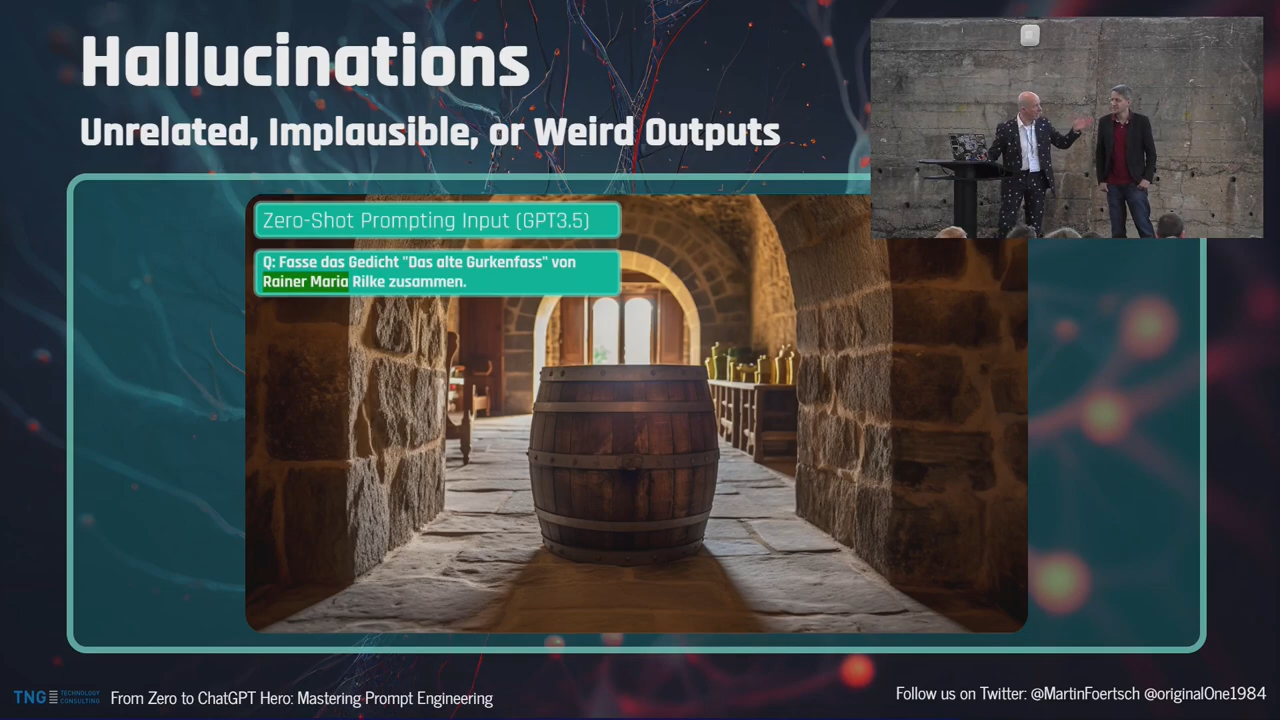 Hallucinations
Unrelated, Implausible, or Weird Outputs
Zero-Shot Prompting Input (GPT3.5)
Q: Fasse das Gedicht "Das alte Gurkenfass" von
Rainer Maria Rilke zusammen.
TNG TECHNOLOGY
CONSULTING
From Zero to ChatGPT Hero: Mastering Prompt Engineering
Follow us on Twitter: @MartinFoertsch @originalOne1984